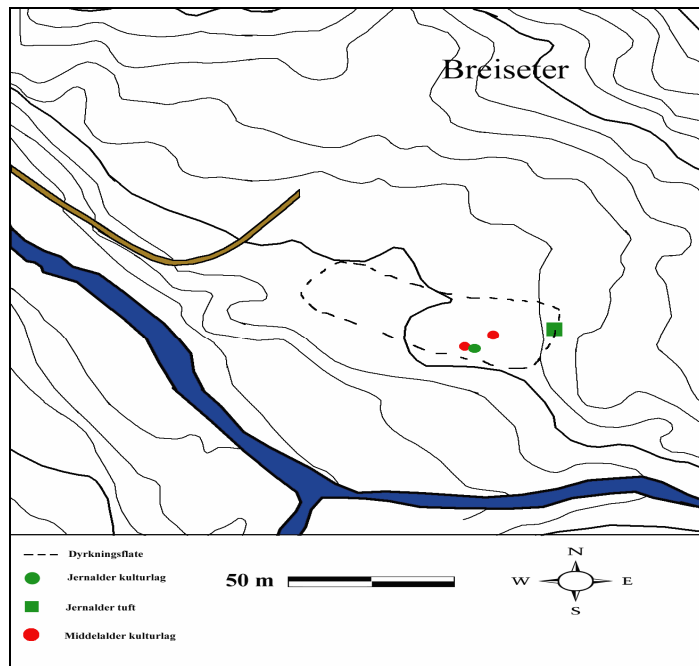 Breiseter
Dyrkningsflate
Jernalder kulturlag
Jernalder tuft
Middelalder kulturlag
50 m
N
W E
S